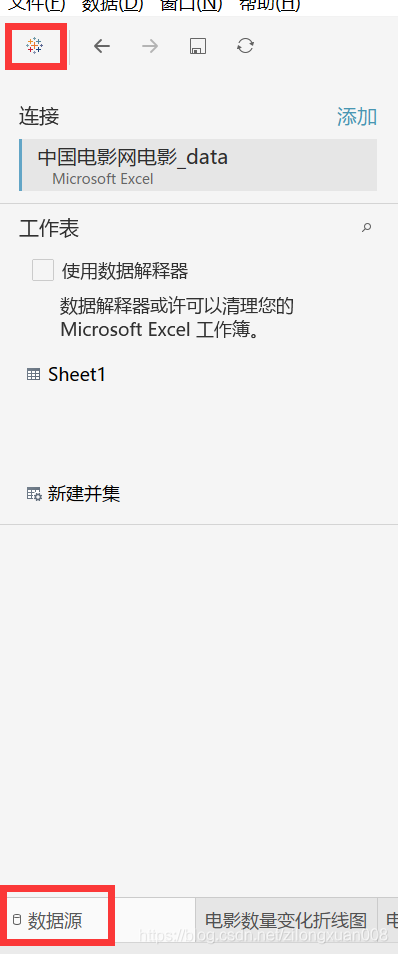 文件(F) 数据(D) 窗口(N) 帮助(H)
连接 添加
中国电影网电影_data
Microsoft Excel
工作表
使用数据解释器
数据解释器或许可以清理您的
Microsoft Excel 工作簿。
Sheet1
新建并集
数据源 电影数量变化折线图 电
https://blog.csdn.net/zilongxuan008